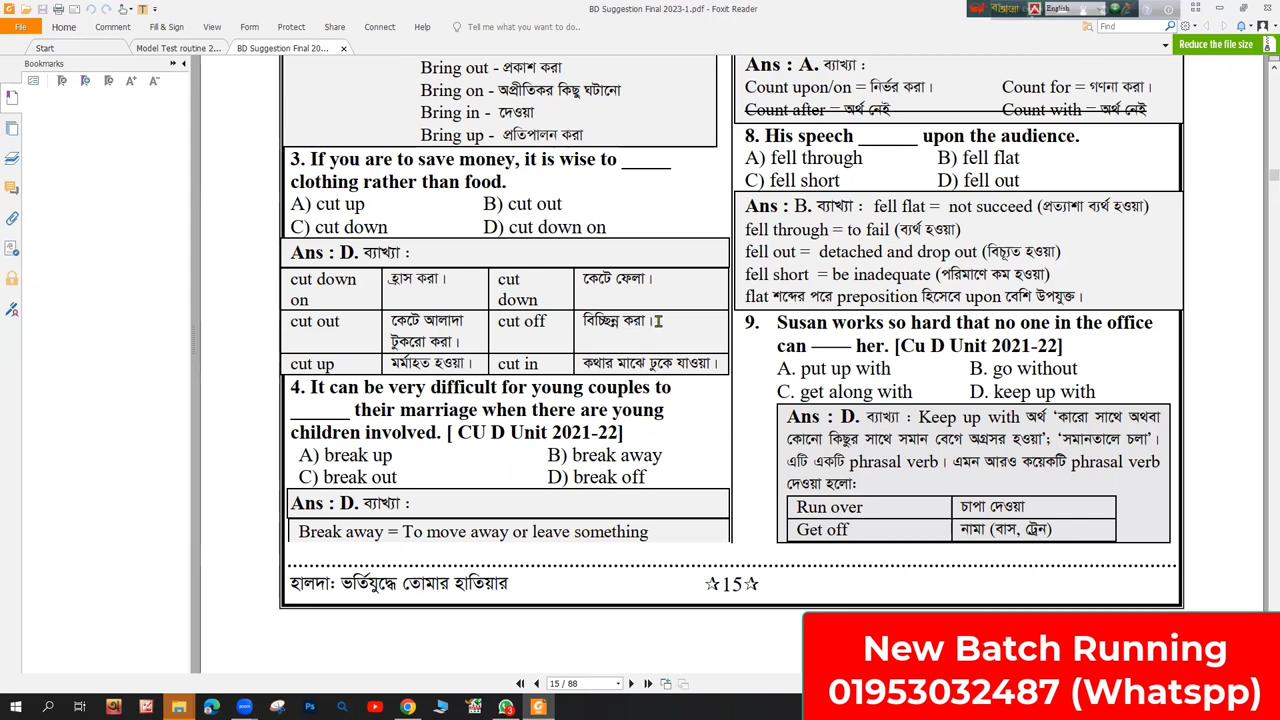 BD Suggestion Final 2023-1.pdf - Foxit Reader
English
File Home Comment Fill & Sign Form Protect Share Connect Help Tell me what you want to do... Find
Reduce the file size
Start Model Test routine 2... BD Suggestion Final 20...
Bookmarks
Bring out - প্রকাশ করা
Bring on - অপ্রীতিকর কিছু ঘটানো
Bring in - দেওয়া
Bring up - প্রতিপালন করা
3. If you are to save money, it is wise to _____
clothing rather than food.
A) cut up B) cut out
C) cut down D) cut down on
Ans : D. ব্যাখ্যা :
cut down on হ্রাস করা। cut down কেটে ফেলা।
cut out কেটে আলাদা টুকরো করা। cut off বিচ্ছিন্ন করা।
cut up মর্মাহত হওয়া। cut in কথার মাঝে ঢুকে যাওয়া।
4. It can be very difficult for young couples to
______ their marriage when there are young
children involved. [ CU D Unit 2021-22]
A) break up B) break away
C) break out D) break off
Ans : D. ব্যাখ্যা :
Break away = To move away or leave something
Ans : A. ব্যাখ্যা :
Count upon/on = নির্ভর করা। Count for = গণনা করা।
Count after = অর্থ নেই Count with = অর্থ নেই
8. His speech ______ upon the audience.
A) fell through B) fell flat
C) fell short D) fell out
Ans : B. ব্যাখ্যা : fell flat = not succeed (প্রত্যাশা ব্যর্থ হওয়া)
fell through = to fail (ব্যর্থ হওয়া)
fell out = detached and drop out (বিচ্যূত হওয়া)
fell short = be inadequate (পরিমাণে কম হওয়া)
flat শব্দের পরে preposition হিসেবে upon বেশি উপযুক্ত।
9. Susan works so hard that no one in the office
can —— her. [Cu D Unit 2021-22]
A. put up with B. go without
C. get along with D. keep up with
Ans : D. ব্যাখ্যা : Keep up with অর্থ ‘কারো সাথে অথবা
কোনো কিছুর সাথে সমান বেগে অগ্রসর হওয়া’; ‘সমানতালে চলা’।
এটি একটি phrasal verb। এমন আরও কয়েকটি phrasal verb
দেওয়া হলো:
Run over চাপা দেওয়া
Get off নামা (বাস, ট্রেন)
হালদা: ভর্তিযুদ্ধে তোমার হাতিয়ার ☆15☆
New Batch Running
01953032487 (Whatspp)
15 / 88